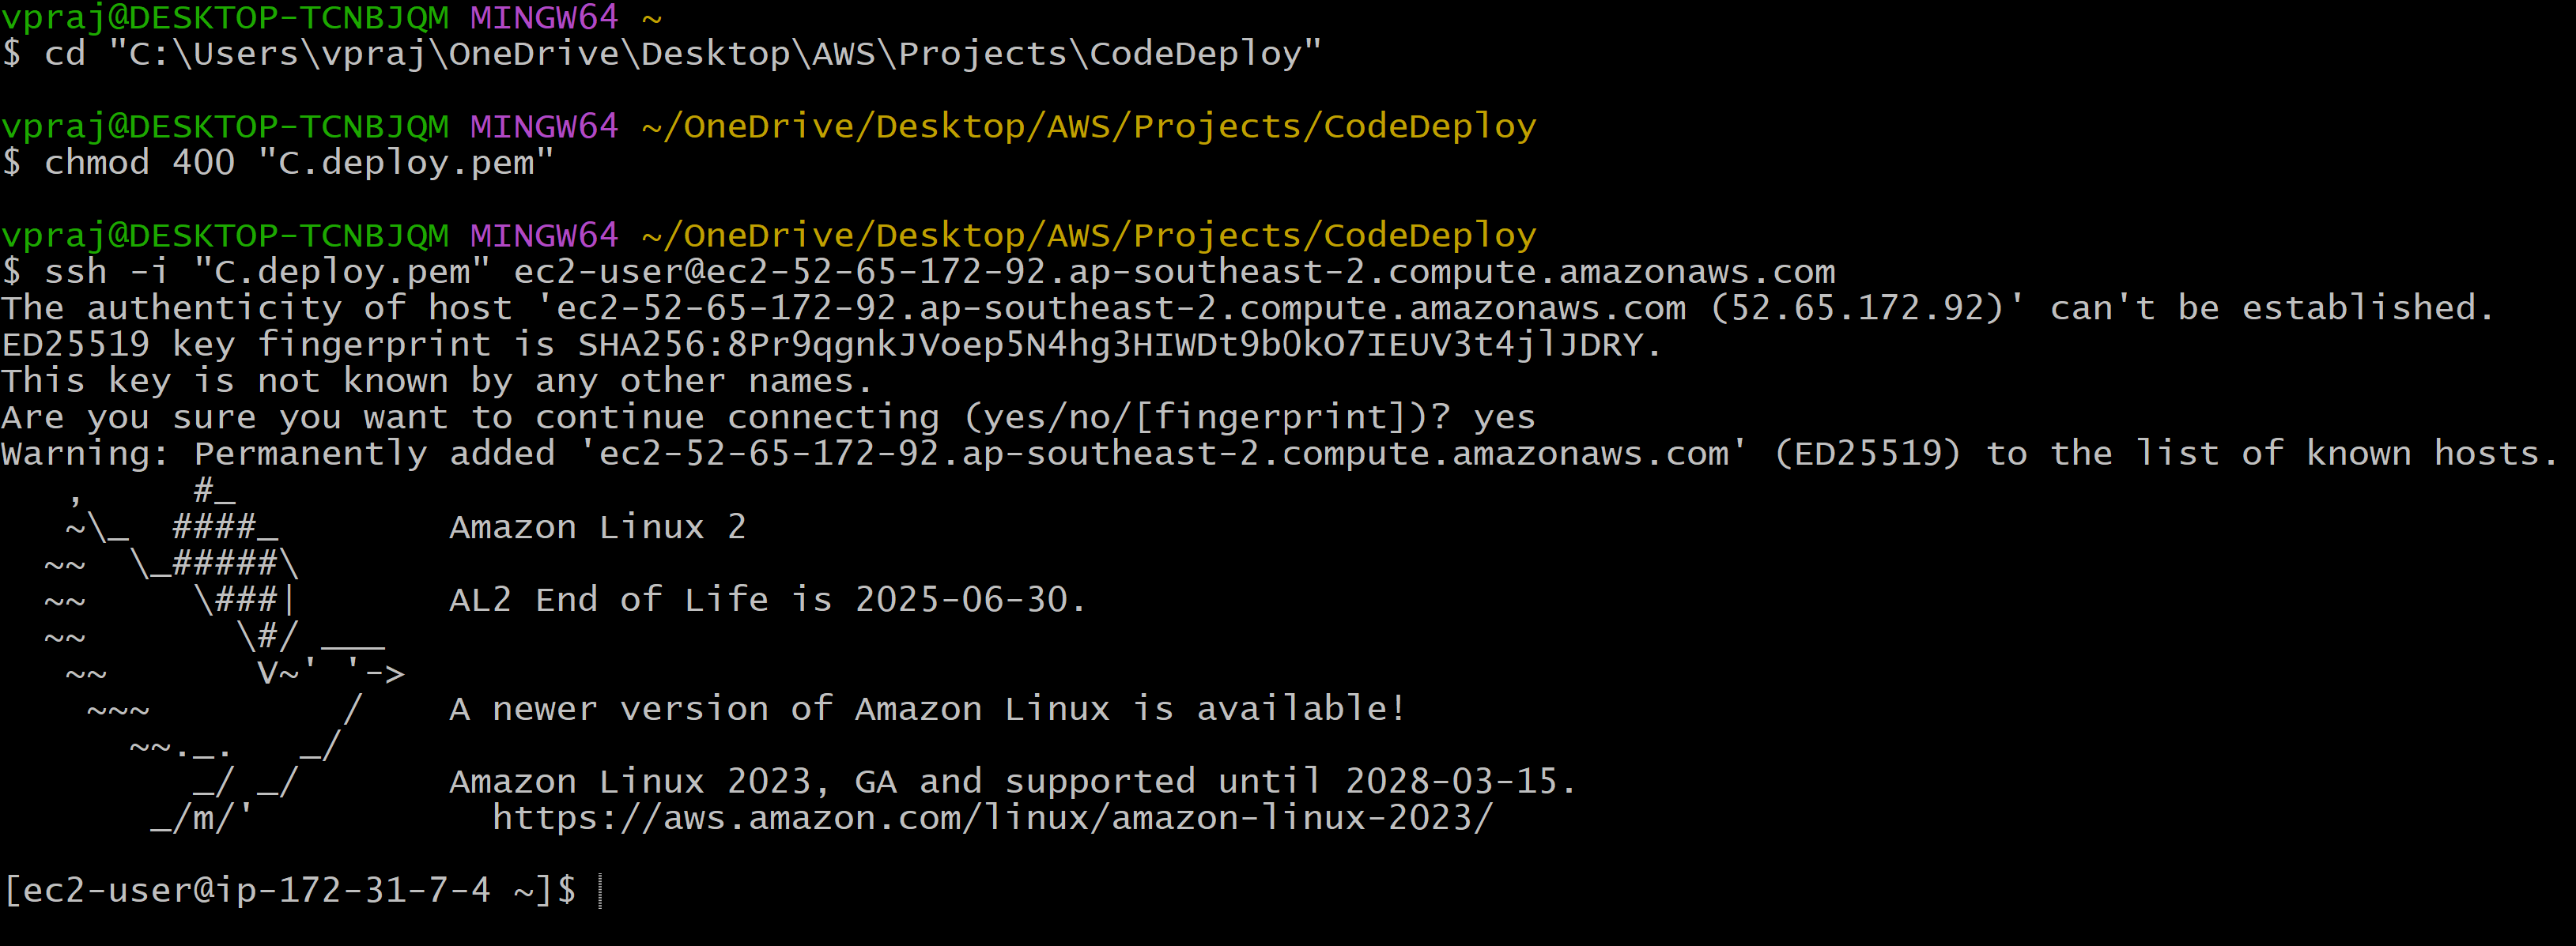 vpraj@DESKTOP-TCNBJQM MINGW64 ~
$ cd "C:\Users\vpraj\OneDrive\Desktop\AWS\Projects\CodeDeploy"

vpraj@DESKTOP-TCNBJQM MINGW64 ~/OneDrive/Desktop/AWS/Projects/CodeDeploy
$ chmod 400 "C.deploy.pem"

vpraj@DESKTOP-TCNBJQM MINGW64 ~/OneDrive/Desktop/AWS/Projects/CodeDeploy
$ ssh -i "C.deploy.pem" ec2-user@ec2-52-65-172-92.ap-southeast-2.compute.amazonaws.com
The authenticity of host 'ec2-52-65-172-92.ap-southeast-2.compute.amazonaws.com (52.65.172.92)' can't be established.
ED25519 key fingerprint is SHA256:8Pr9qgnkJVoep5N4hg3HIWDt9b0kO7IEUV3t4jlJDRY.
This key is not known by any other names.
Are you sure you want to continue connecting (yes/no/[fingerprint])? yes
Warning: Permanently added 'ec2-52-65-172-92.ap-southeast-2.compute.amazonaws.com' (ED25519) to the list of known hosts.
   ,     #_
   ~\_  ####_        Amazon Linux 2
  ~~  \_#####\
  ~~     \###|       AL2 End of Life is 2025-06-30.
  ~~       \#/ ___
   ~~       V~' '->
    ~~~         /    A newer version of Amazon Linux is available!
      ~~._.   _/
         _/ _/       Amazon Linux 2023, GA and supported until 2028-03-15.
       _/m/'           https://aws.amazon.com/linux/amazon-linux-2023/

[ec2-user@ip-172-31-7-4 ~]$